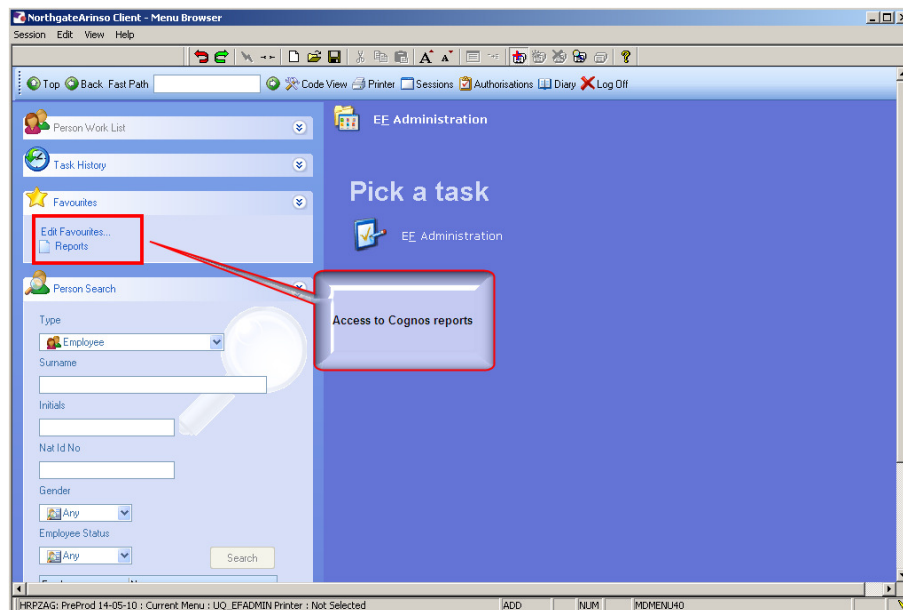 NorthgateArinso Client - Menu Browser
Session Edit View Help
Top Back Fast Path Code View Printer Sessions Authorisations Diary Log Off
Person Work List
Task History
Favourites
Edit Favourites...
Reports
Person Search
Type
Employee
Surname
Initials
Nat Id No
Gender
Any
Employee Status
Any
Search
EF Administration
Pick a task
EF Administration
Access to Cognos reports
HRPZAG: PreProd 14-05-10 : Current Menu : UQ_EFADMIN Printer : Not Selected ADD NUM MDMENU40